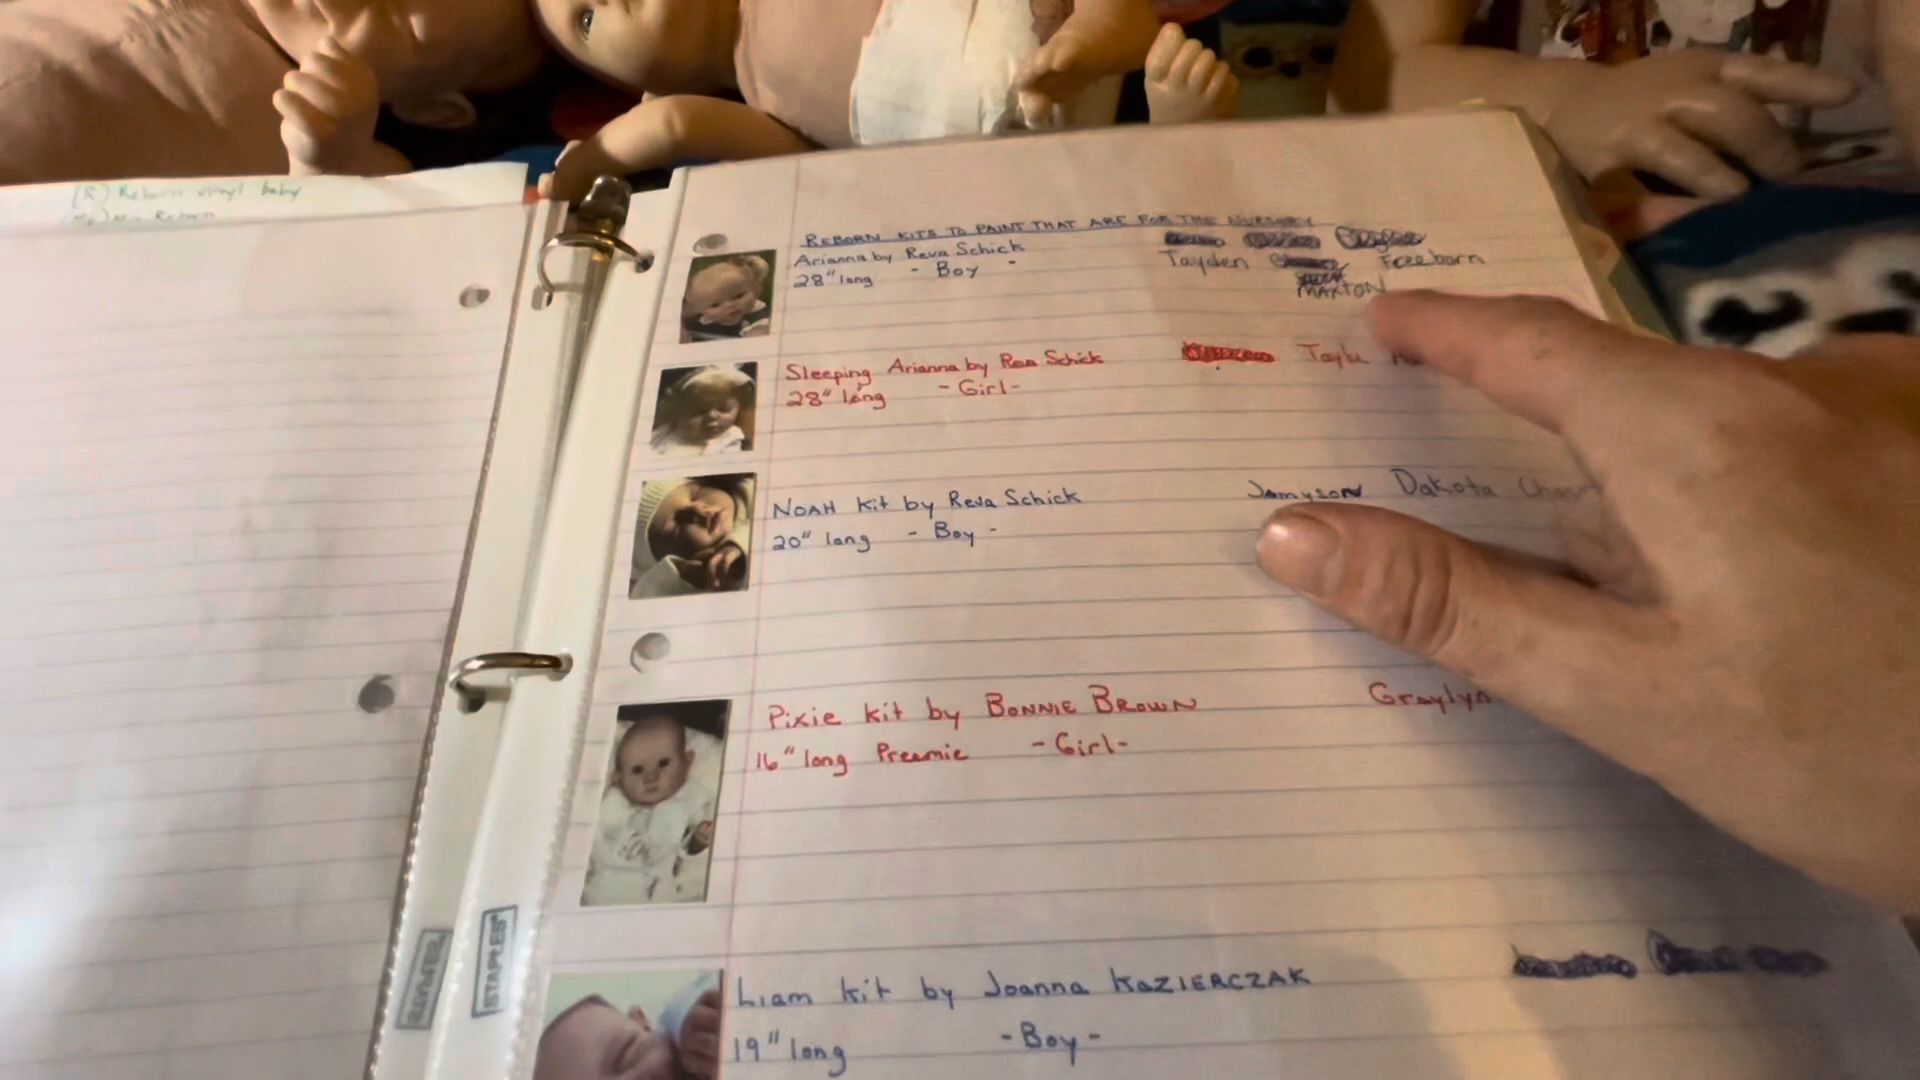 (R) Reborn vinyl baby
Reborn
REBORN KITS TO PAINT THAT ARE FOR THE NURSERY
Arianna by Reva Schick
28" long - Boy -
Tayden Freeborn
MAXTON
Sleeping Arianna by Reva Schick
28" long - Girl -
NOAH Kit by Reva Schick Jamyson Dakota
20" long - Boy -
Pixie kit by BONNIE BROWN Graylyn
16" long Preemie - Girl -
Liam kit by Joanna KAZIERCZAK
19" long - Boy -
STAPLES
STAPLES